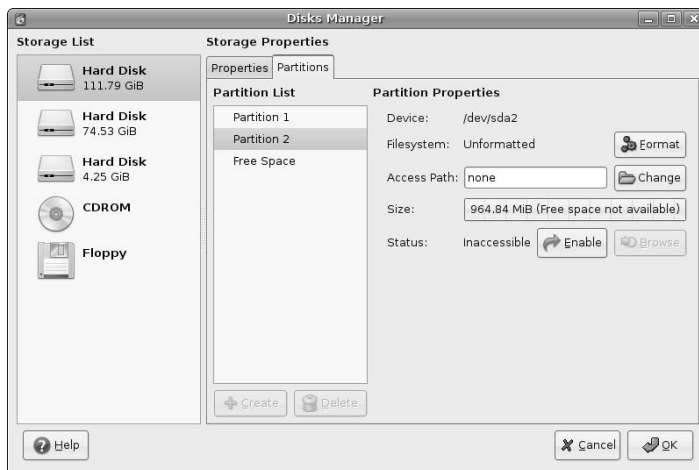 Disks Manager
Storage List
Hard Disk
111.79 GiB
Hard Disk
74.53 GiB
Hard Disk
4.25 GiB
CDROM
Floppy
Storage Properties
Properties
Partitions
Partition List
Partition 1
Partition 2
Free Space
Create
Delete
Partition Properties
Device: /dev/sda2
Filesystem: Unformatted
Format
Access Path: none
Change
Size: 964.84 MiB (Free space not available)
Status: Inaccessible
Enable
Browse
Help
Cancel
OK